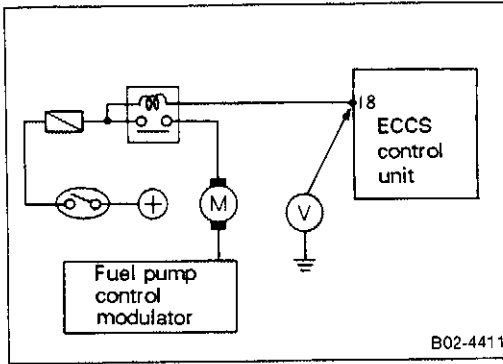 18
ECCS
control
unit
+
M
V
Fuel pump
control
modulator
B02-4411